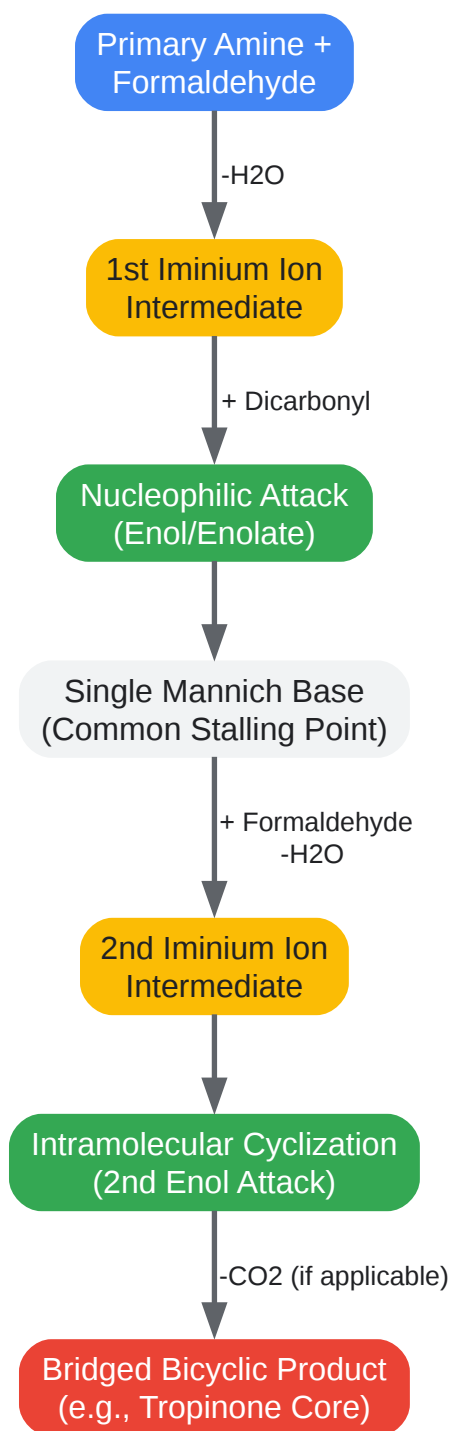 Primary Amine +
Formaldehyde
-H2O
1st Iminium Ion
Intermediate
+ Dicarbonyl
Nucleophilic Attack
(Enol/Enolate)
Single Mannich Base
(Common Stalling Point)
+ Formaldehyde
-H2O
2nd Iminium Ion
Intermediate
Intramolecular Cyclization
(2nd Enol Attack)
-CO2 (if applicable)
Bridged Bicyclic Product
(e.g., Tropinone Core)